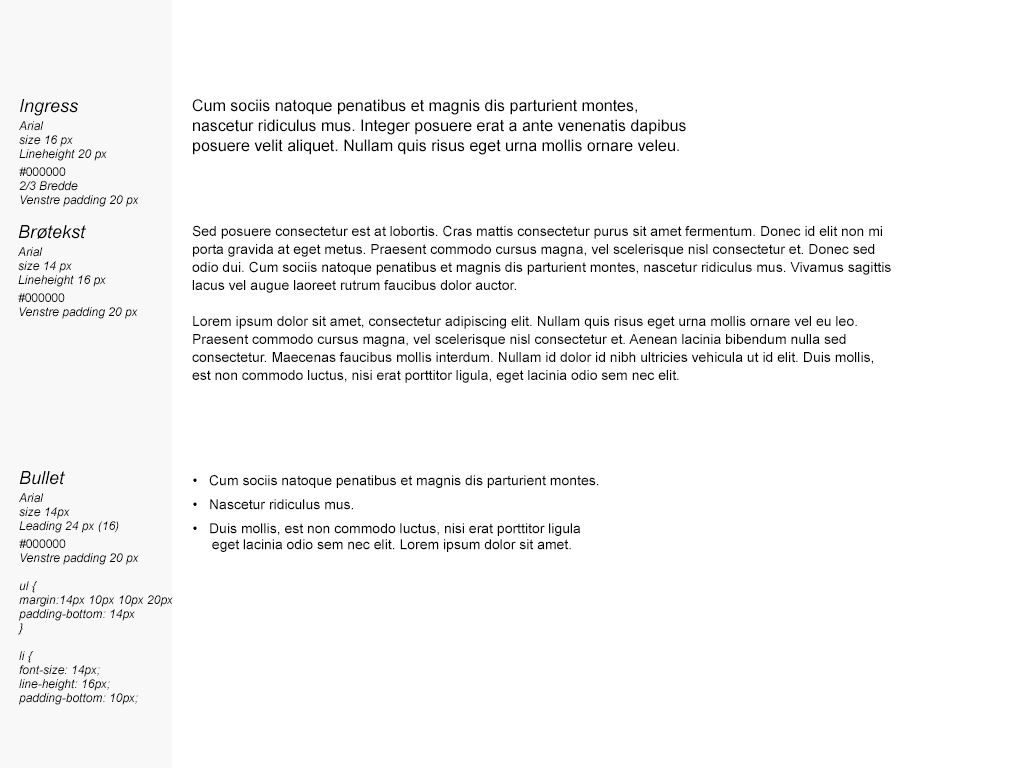 Ingress
Arial
size 16 px
Lineheight 20 px
#000000
2/3 Bredde
Venstre padding 20 px
Cum sociis natoque penatibus et magnis dis parturient montes,
nascetur ridiculus mus. Integer posuere erat a ante venenatis dapibus
posuere velit aliquet. Nullam quis risus eget urna mollis ornare veleu.
Brøtekst
Arial
size 14 px
Lineheight 16 px
#000000
Venstre padding 20 px
Sed posuere consectetur est at lobortis. Cras mattis consectetur purus sit amet fermentum. Donec id elit non mi
porta gravida at eget metus. Praesent commodo cursus magna, vel scelerisque nisl consectetur et. Donec sed
odio dui. Cum sociis natoque penatibus et magnis dis parturient montes, nascetur ridiculus mus. Vivamus sagittis
lacus vel augue laoreet rutrum faucibus dolor auctor.
Lorem ipsum dolor sit amet, consectetur adipiscing elit. Nullam quis risus eget urna mollis ornare vel eu leo.
Praesent commodo cursus magna, vel scelerisque nisl consectetur et. Aenean lacinia bibendum nulla sed
consectetur. Maecenas faucibus mollis interdum. Nullam id dolor id nibh ultricies vehicula ut id elit. Duis mollis,
est non commodo luctus, nisi erat porttitor ligula, eget lacinia odio sem nec elit.
Bullet
Arial
size 14px
Leading 24 px (16)
#000000
Venstre padding 20 px
ul {
margin:14px 10px 10px 20px
padding-bottom: 14px
}
li {
font-size: 14px;
line-height: 16px;
padding-bottom: 10px;
• Cum sociis natoque penatibus et magnis dis parturient montes.
• Nascetur ridiculus mus.
• Duis mollis, est non commodo luctus, nisi erat porttitor ligula
eget lacinia odio sem nec elit. Lorem ipsum dolor sit amet.